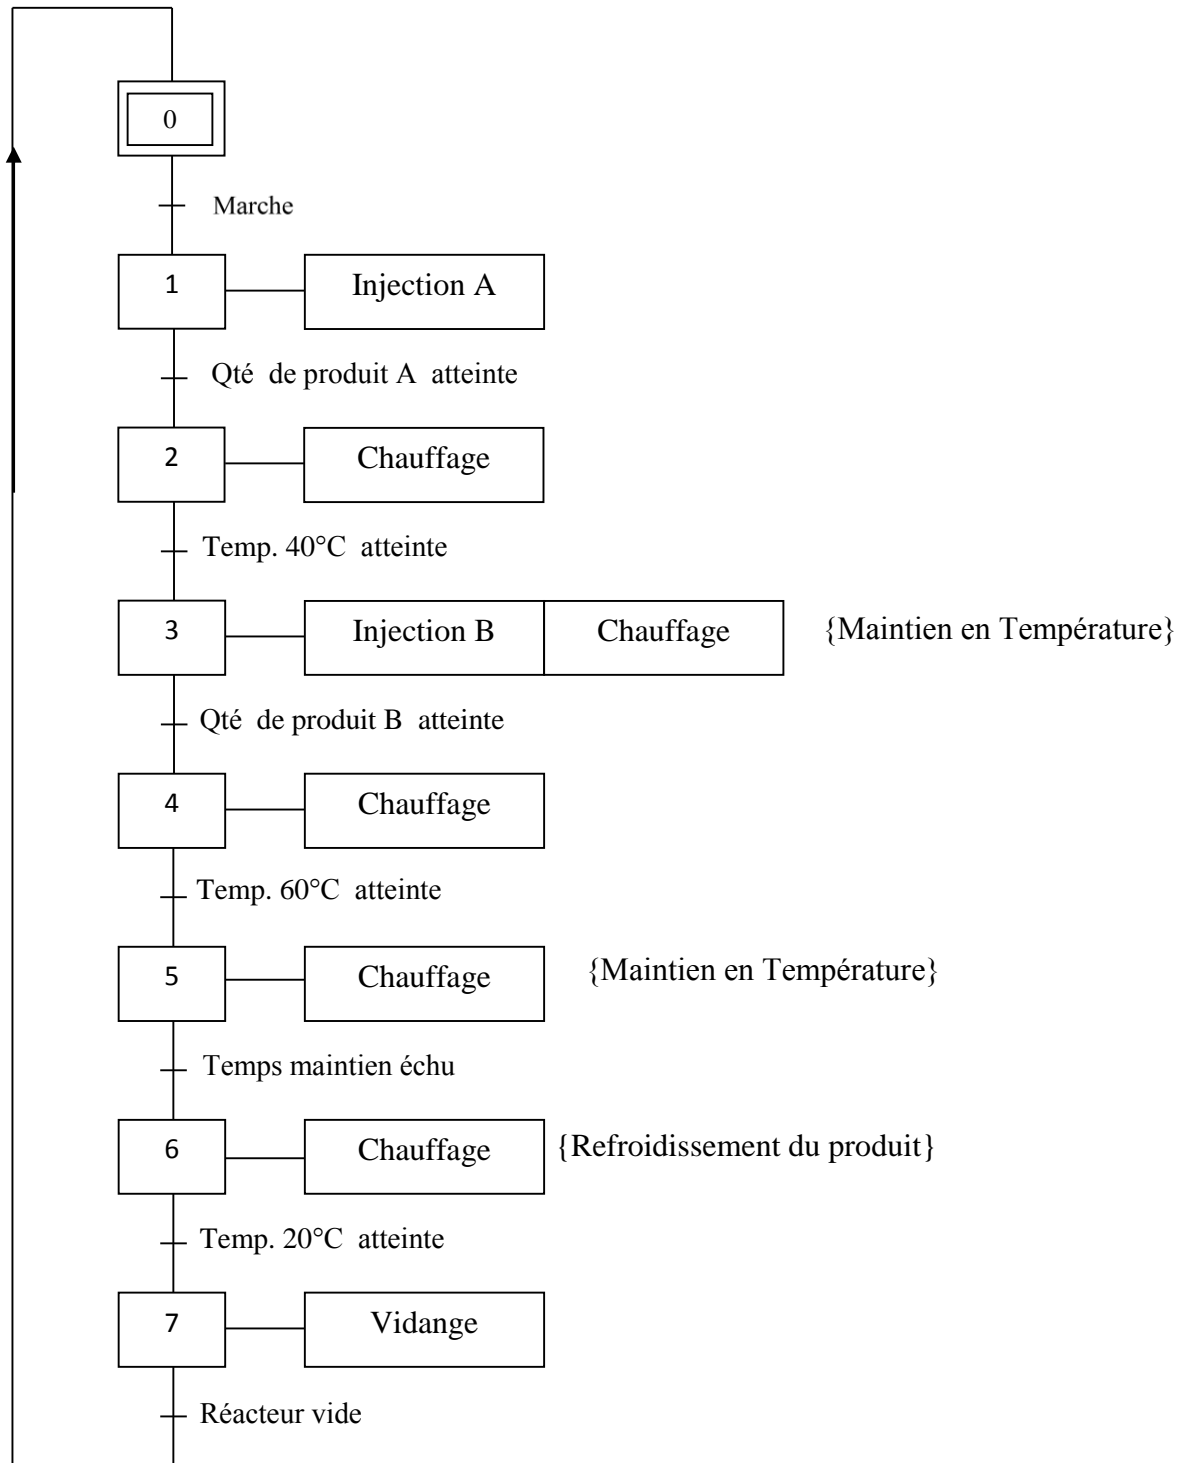 0
Marche
1 Injection A
Qté de produit A atteinte
2 Chauffage
Temp. 40°C atteinte
3 Injection B Chauffage {Maintien en Température}
Qté de produit B atteinte
4 Chauffage
Temp. 60°C atteinte
5 Chauffage {Maintien en Température}
Temps maintien échu
6 Chauffage {Refroidissement du produit}
Temp. 20°C atteinte
7 Vidange
Réacteur vide